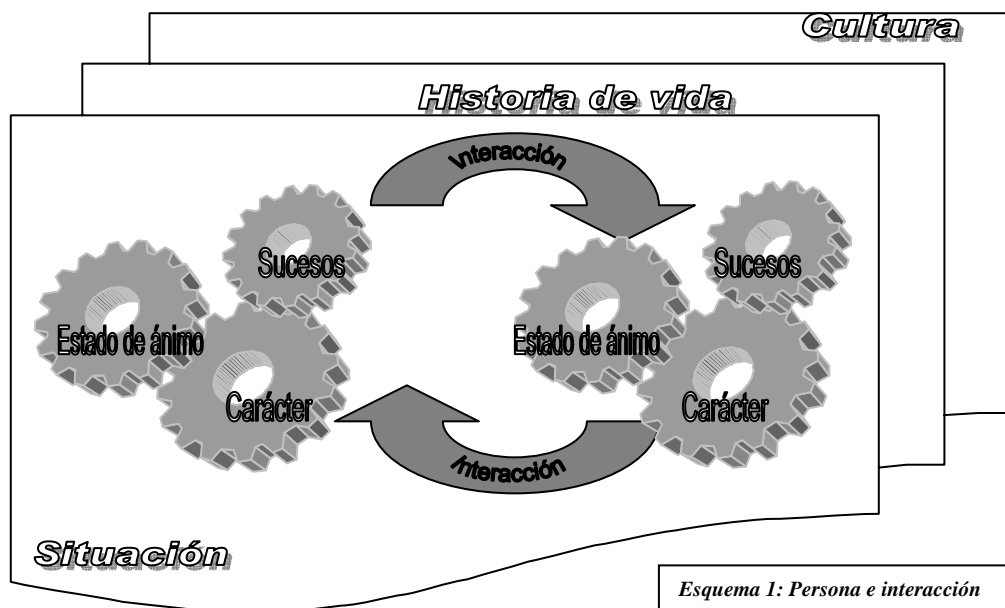 Cultura
Historia de vida
Interacción
Sucesos
Estado de ánimo
Carácter
Sucesos
Estado de ánimo
Carácter
Interacción
Situación
Esquema 1: Persona e interacción